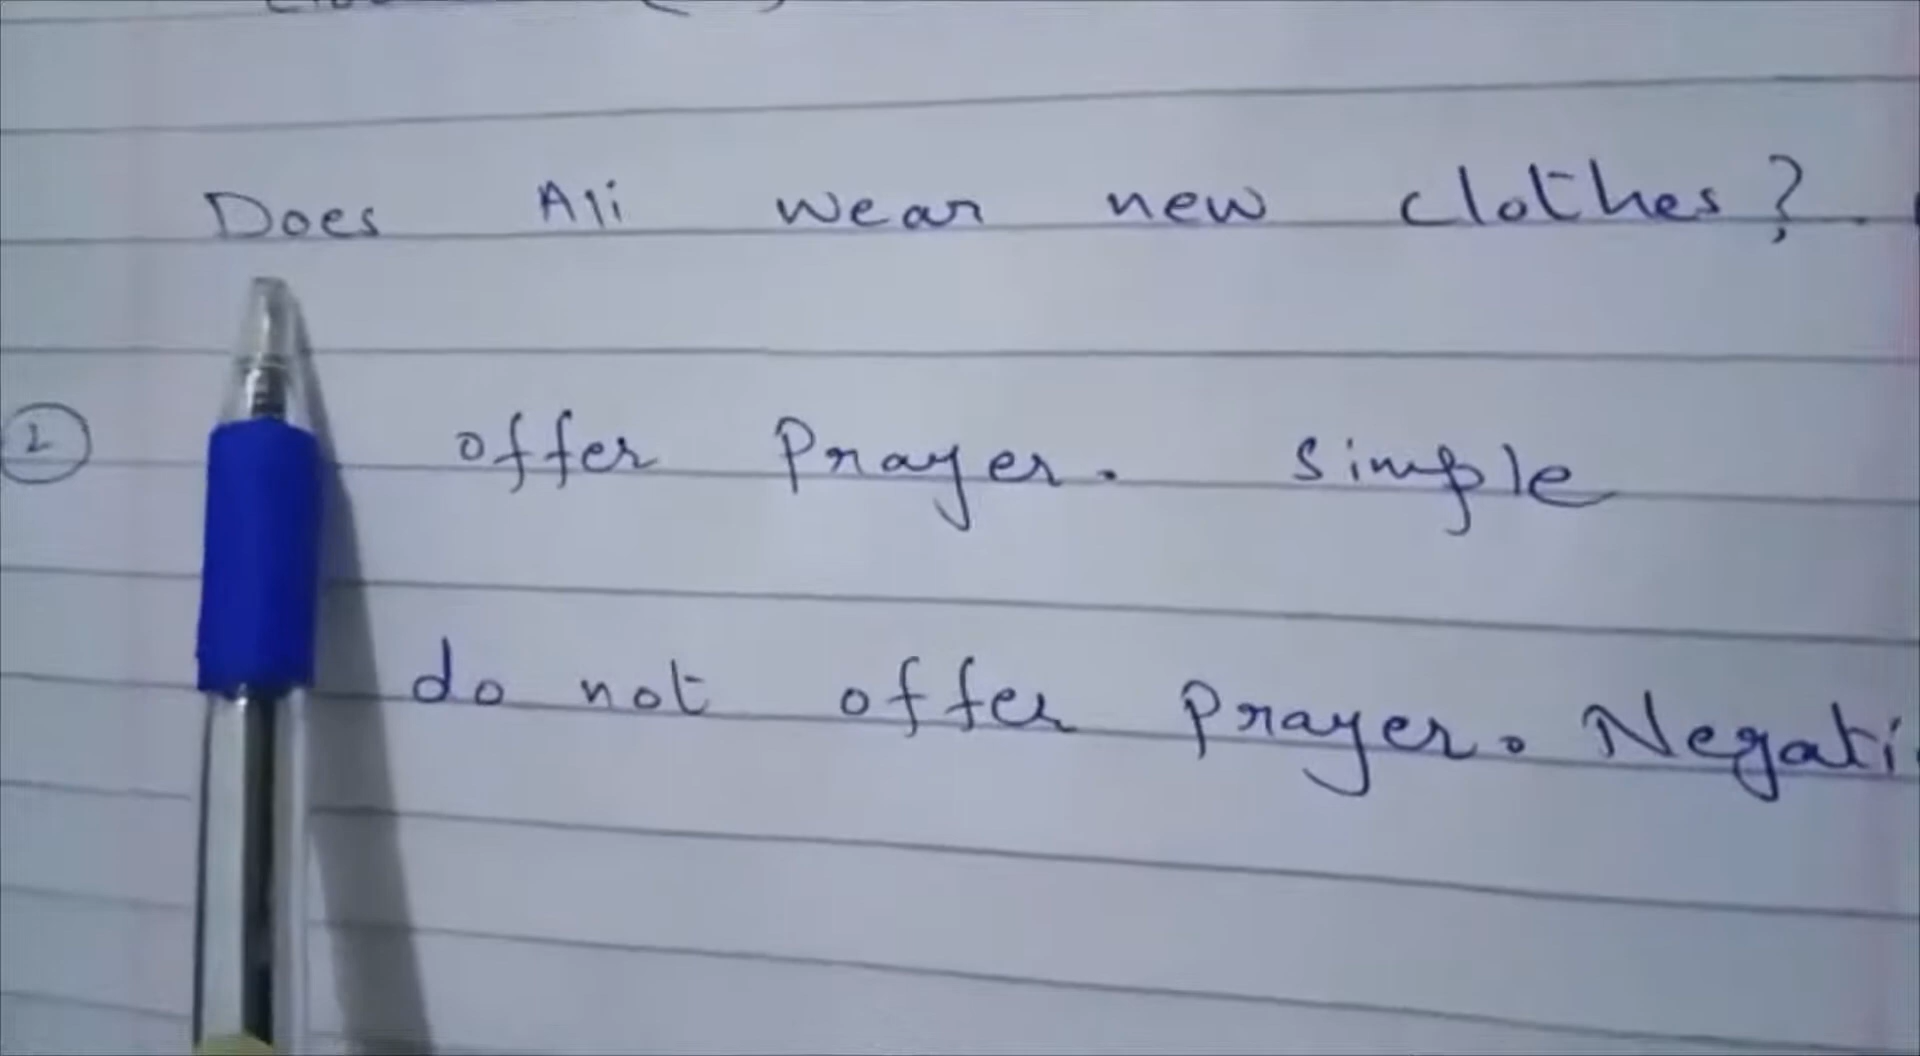 Does Ali wear new clothes?
2 offer Prayer. Simple
do not offer Prayer. Negati